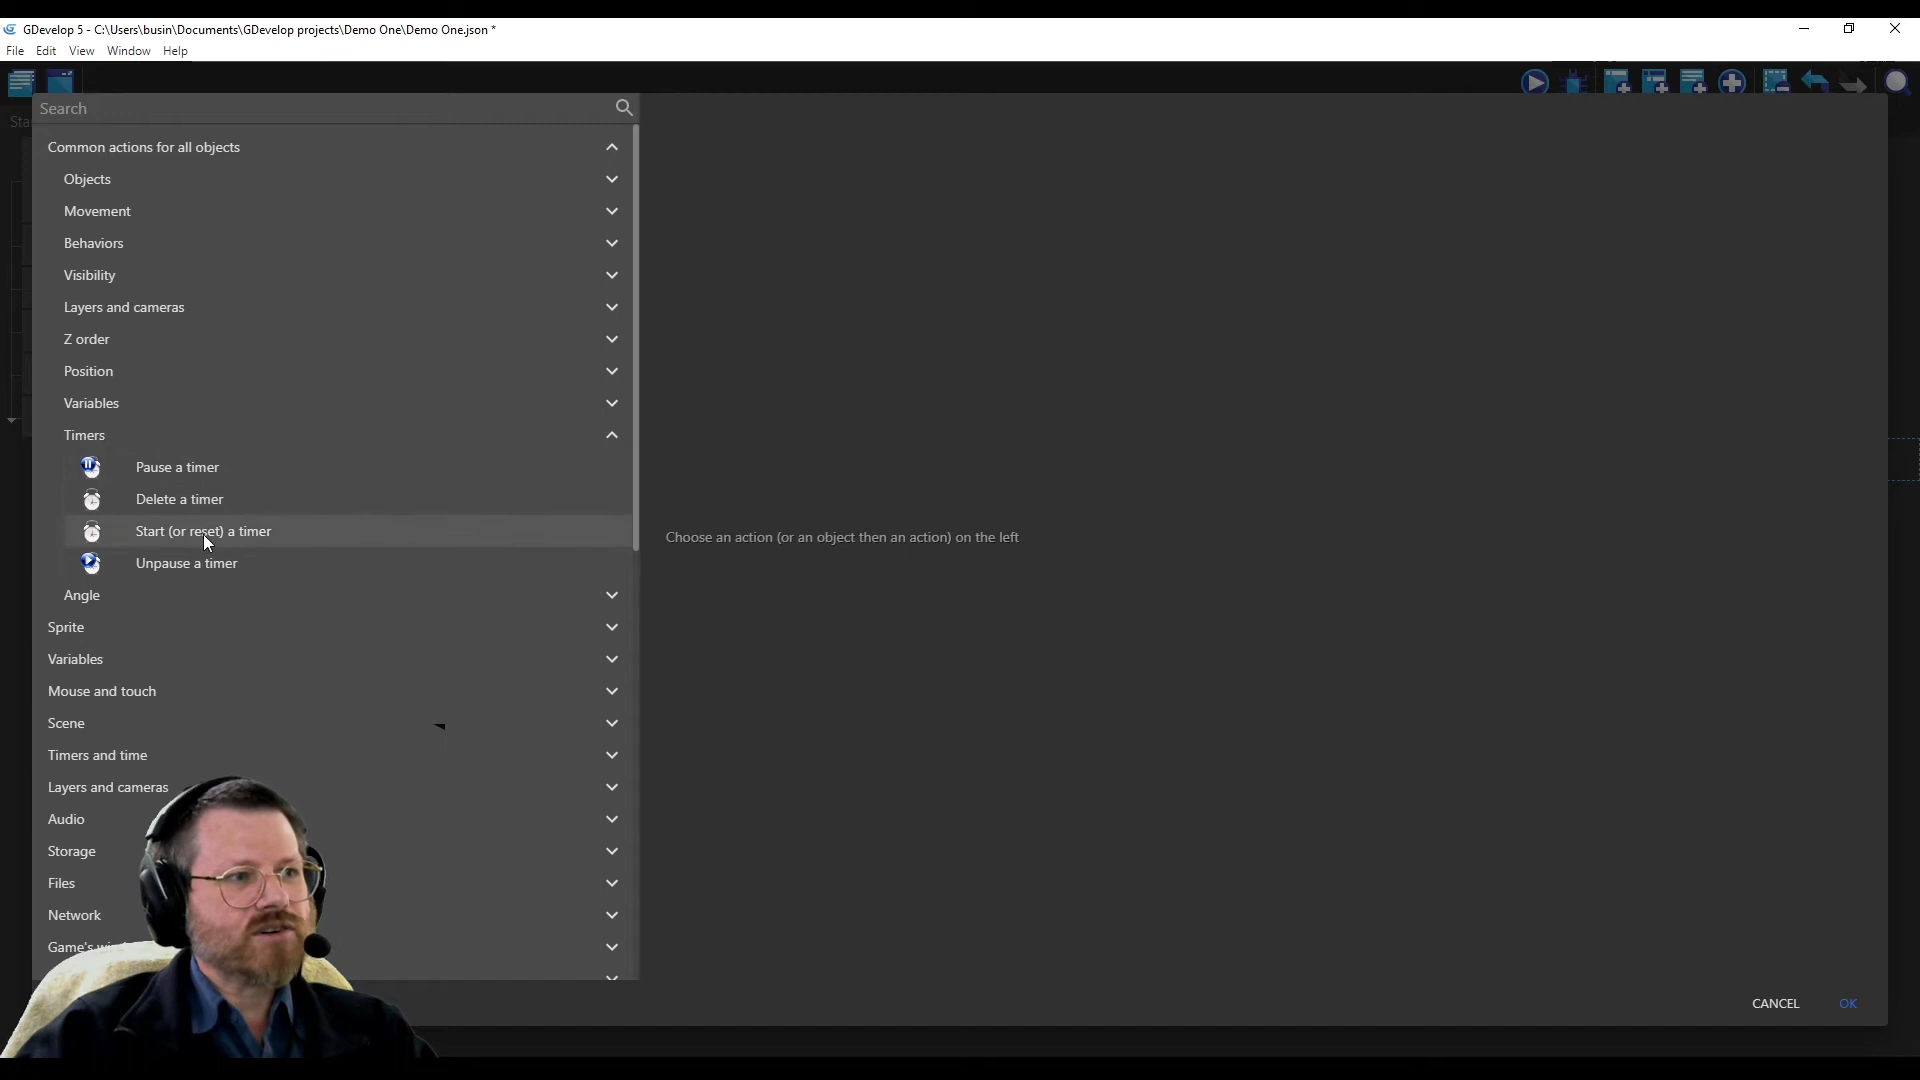 GDevelop 5 - C:\Users\busin\Documents\GDevelop projects\Demo One\Demo One.json *
File Edit View Window Help
Search
Common actions for all objects
Objects
Movement
Behaviors
Visibility
Layers and cameras
Z order
Position
Variables
Timers
Pause a timer
Delete a timer
Start (or reset) a timer
Unpause a timer
Angle
Sprite
Variables
Mouse and touch
Scene
Timers and time
Layers and cameras
Audio
Storage
Files
Network
Game's
Choose an action (or an object then an action) on the left
CANCEL OK